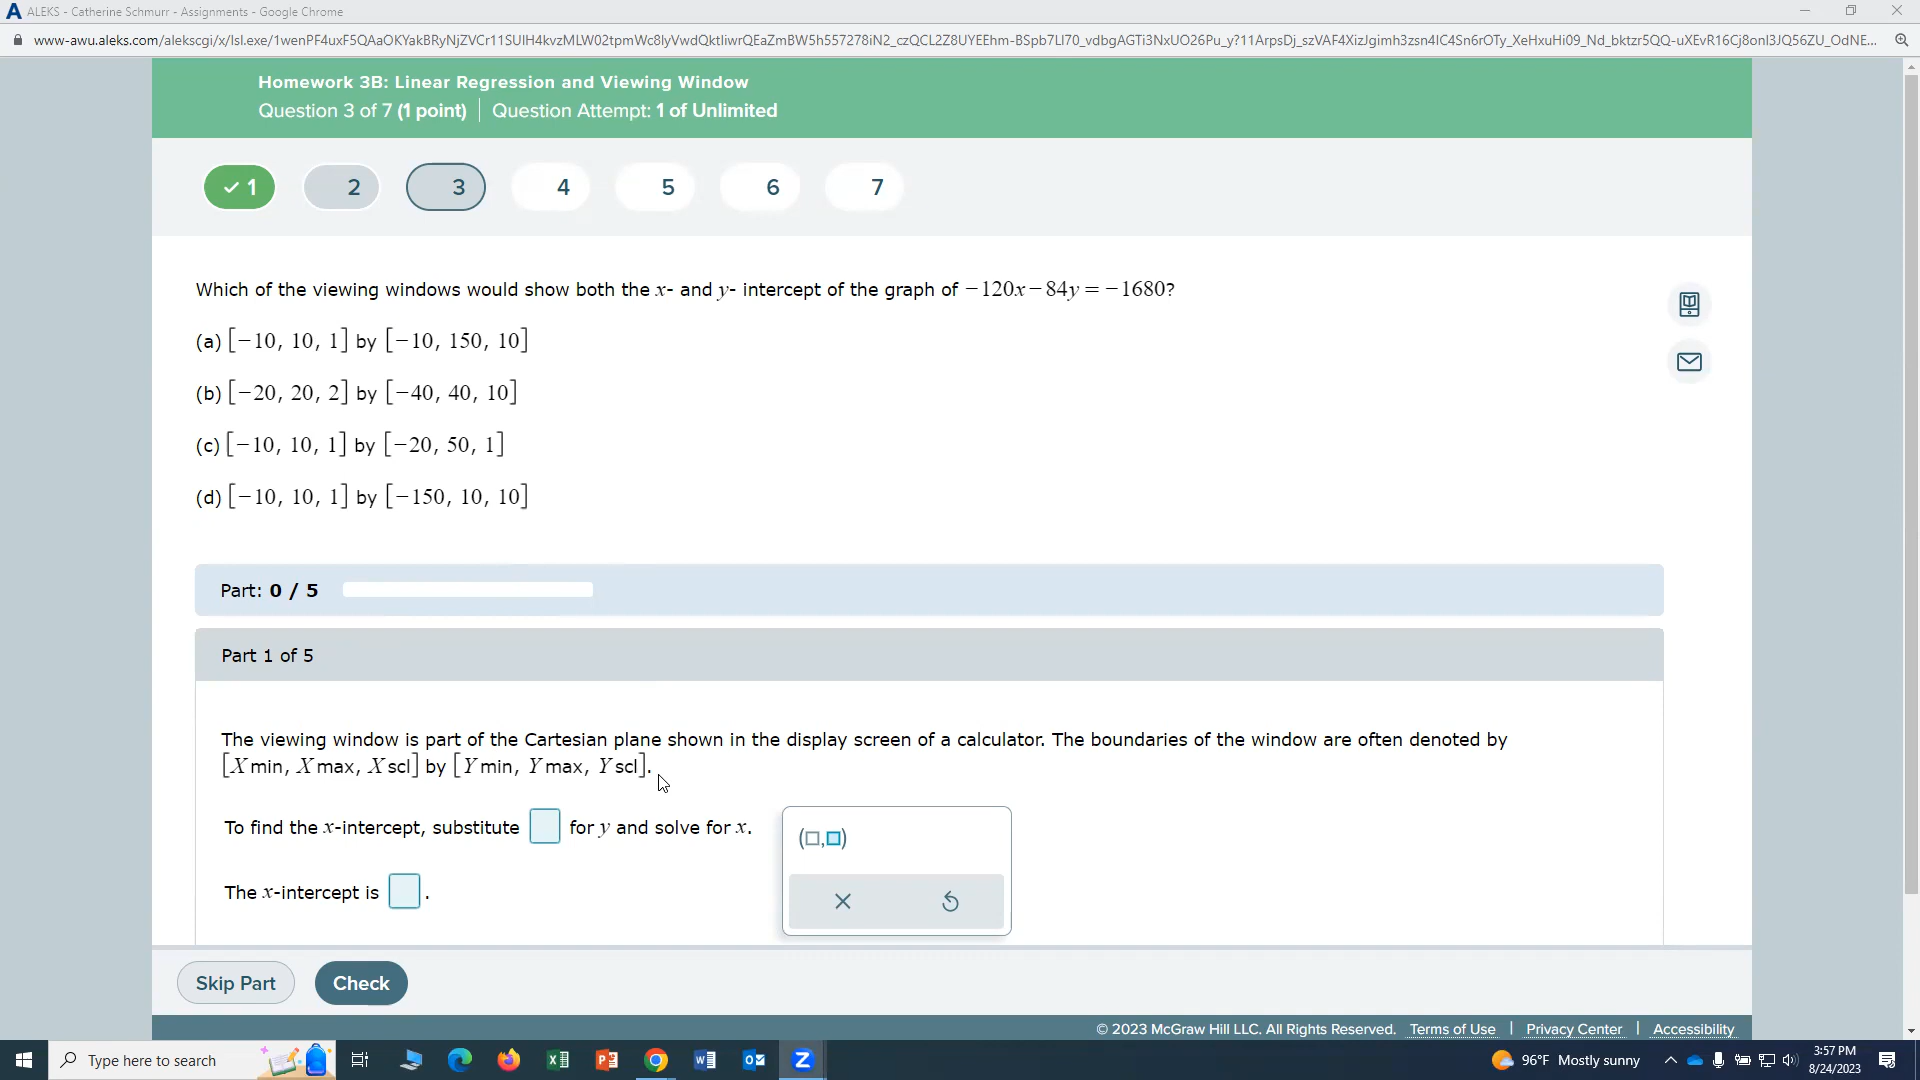 ALEKS - Catherine Schmurr - Assignments - Google Chrome
Homework 3B: Linear Regression and Viewing Window
Question 3 of 7 (1 point) | Question Attempt: 1 of Unlimited
✓ 1 2 3 4 5 6 7
Which of the viewing windows would show both the x- and y- intercept of the graph of −120x−84y=−1680?
(a) [−10, 10, 1] by [−10, 150, 10]
(b) [−20, 20, 2] by [−40, 40, 10]
(c) [−10, 10, 1] by [−20, 50, 1]
(d) [−10, 10, 1] by [−150, 10, 10]
Part: 0 / 5
Part 1 of 5
The viewing window is part of the Cartesian plane shown in the display screen of a calculator. The boundaries of the window are often denoted by
[Xmin, Xmax, Xscl] by [Ymin, Ymax, Yscl].
To find the x-intercept, substitute □ for y and solve for x.
(□,□)
The x-intercept is □.
Skip Part Check
© 2023 McGraw Hill LLC. All Rights Reserved. Terms of Use | Privacy Center | Accessibility
Type here to search
96°F Mostly sunny
3:57 PM
8/24/2023